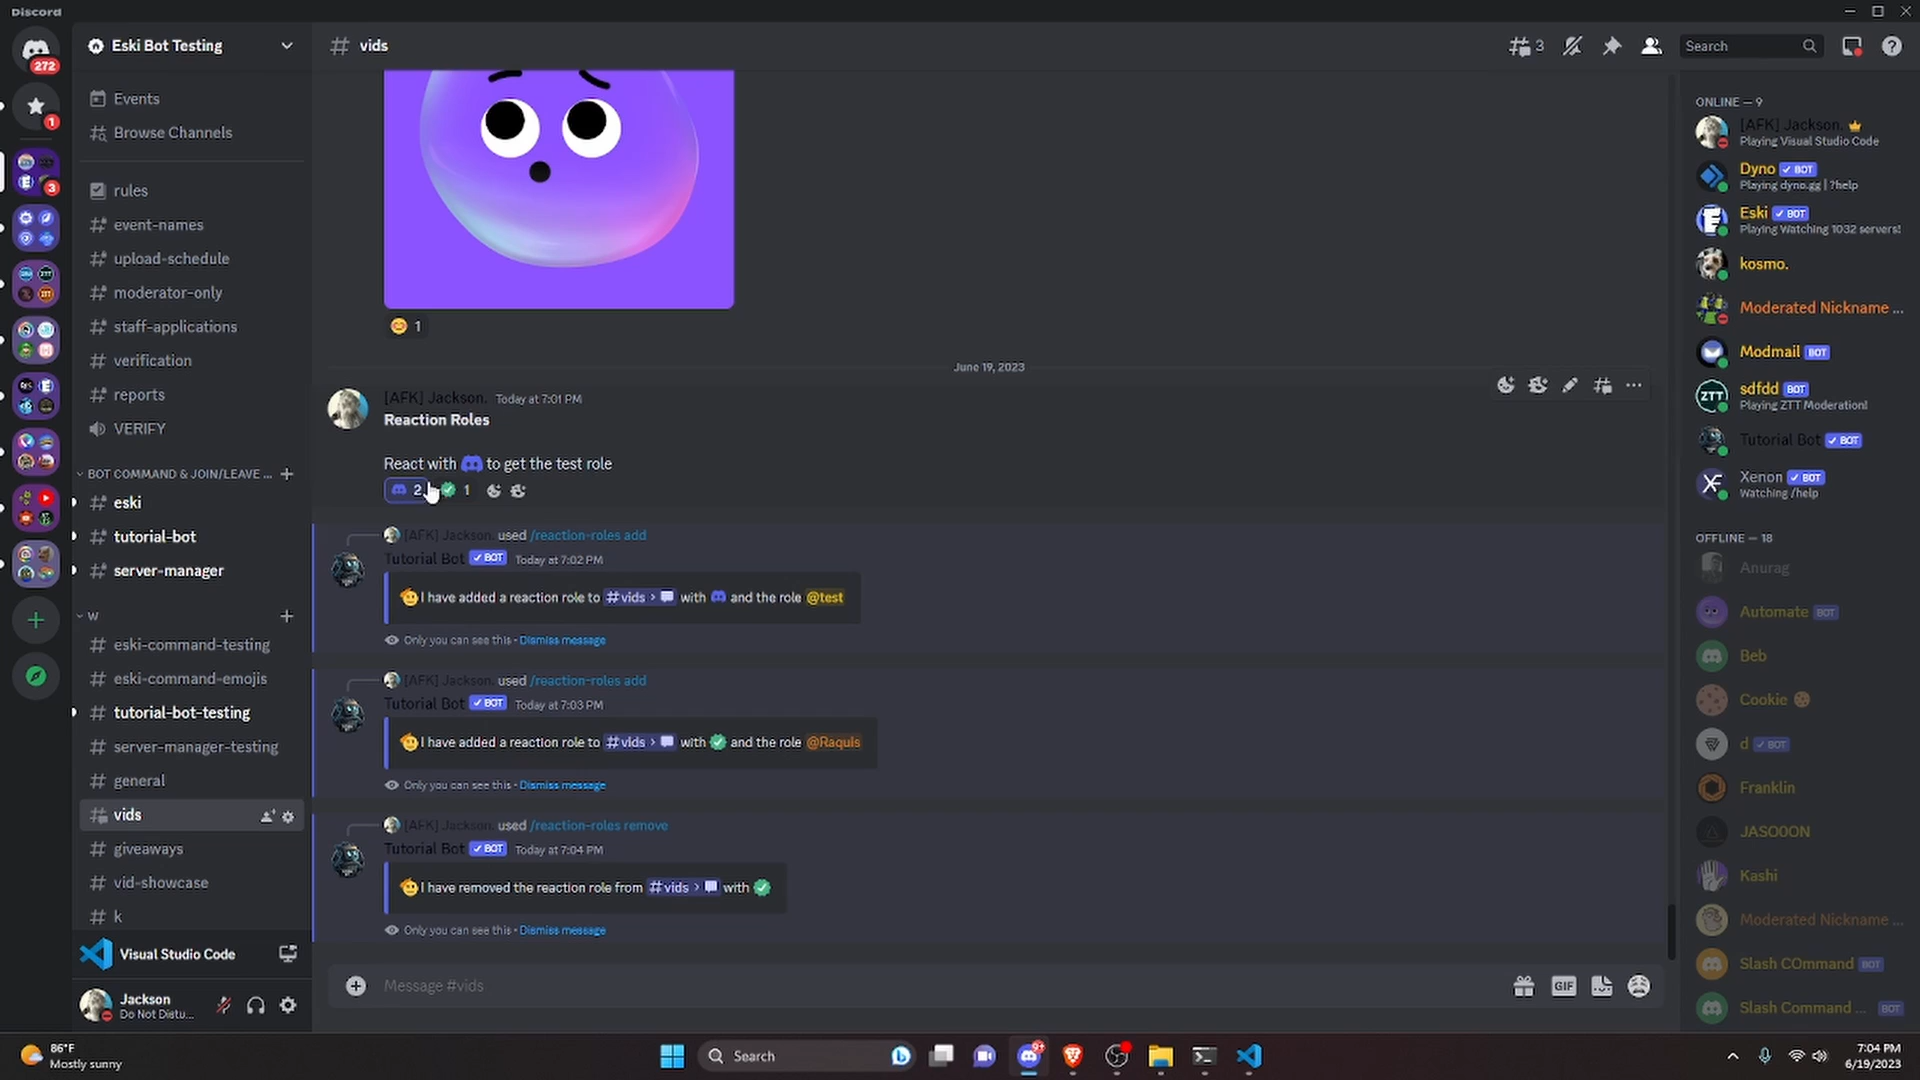 Discord
272
1
3
Eski Bot Testing
Events
Browse Channels
rules
event-names
upload-schedule
moderator-only
staff-applications
verification
reports
VERIFY
BOT COMMAND & JOIN/LEAVE ...
eski
tutorial-bot
server-manager
W
eski-command-testing
eski-command-emojis
tutorial-bot-testing
server-manager-testing
general
vids
giveaways
vid-showcase
k
Visual Studio Code
Jackson
Do Not Distu...
vids
3
Search
1
June 19, 2023
[AFK] Jackson. Today at 7:01 PM
Reaction Roles
React with to get the test role
2 1
[AFK] Jackson. used /reaction-roles add
Tutorial Bot BOT Today at 7:02 PM
I have added a reaction role to #vids > with and the role @test
Only you can see this • Dismiss message
[AFK] Jackson. used /reaction-roles add
Tutorial Bot BOT Today at 7:03 PM
I have added a reaction role to #vids > with and the role @Raquls
Only you can see this • Dismiss message
[AFK] Jackson. used /reaction-roles remove
Tutorial Bot BOT Today at 7:04 PM
I have removed the reaction role from #vids > with
Only you can see this • Dismiss message
Message #vids
GIF
ONLINE — 9
[AFK] Jackson.
Playing Visual Studio Code
Dyno BOT
Playing dyno.gg | ?help
Eski BOT
Playing Watching 1032 servers!
kosmo.
Moderated Nickname ...
Modmail BOT
ZTT
sdfdd BOT
Playing ZTT Moderation!
Tutorial Bot BOT
Xenon BOT
Watching /help
OFFLINE — 18
Anurag
Automate BOT
Beb
Cookie
d BOT
Franklin
JASO0ON
Kashi
Moderated Nickname ...
Slash COmmand BOT
Slash Command ... BOT
86°F
Mostly sunny
Search
9+
7:04 PM
6/19/2023